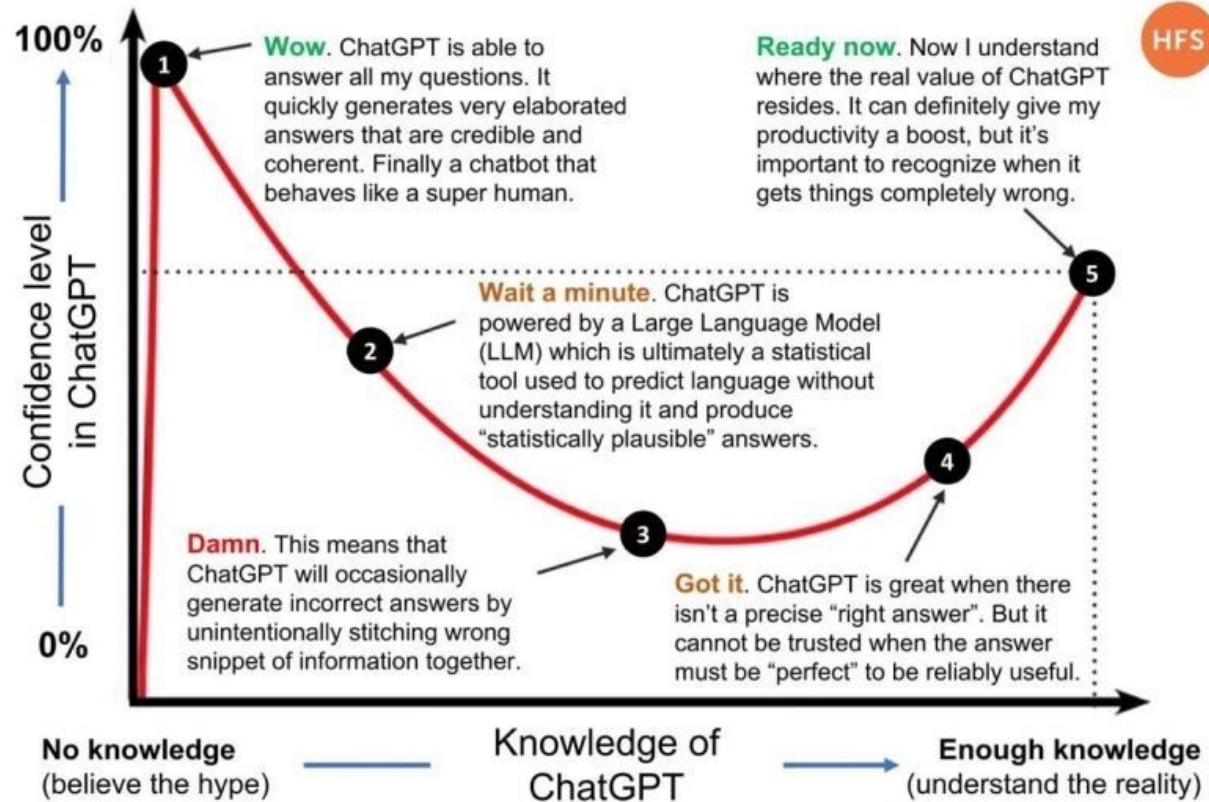 100%
HFS
1
Wow. ChatGPT is able to
answer all my questions. It
quickly generates very elaborated
answers that are credible and
coherent. Finally a chatbot that
behaves like a super human.
Ready now. Now I understand
where the real value of ChatGPT
resides. It can definitely give my
productivity a boost, but it's
important to recognize when it
gets things completely wrong.
5
Confidence level
in ChatGPT
2
Wait a minute. ChatGPT is
powered by a Large Language Model
(LLM) which is ultimately a statistical
tool used to predict language without
understanding it and produce
“statistically plausible” answers.
4
3
Damn. This means that
ChatGPT will occasionally
generate incorrect answers by
unintentionally stitching wrong
snippet of information together.
Got it. ChatGPT is great when there
isn't a precise “right answer”. But it
cannot be trusted when the answer
must be “perfect” to be reliably useful.
0%
No knowledge
(believe the hype)
Knowledge of
ChatGPT
Enough knowledge
(understand the reality)